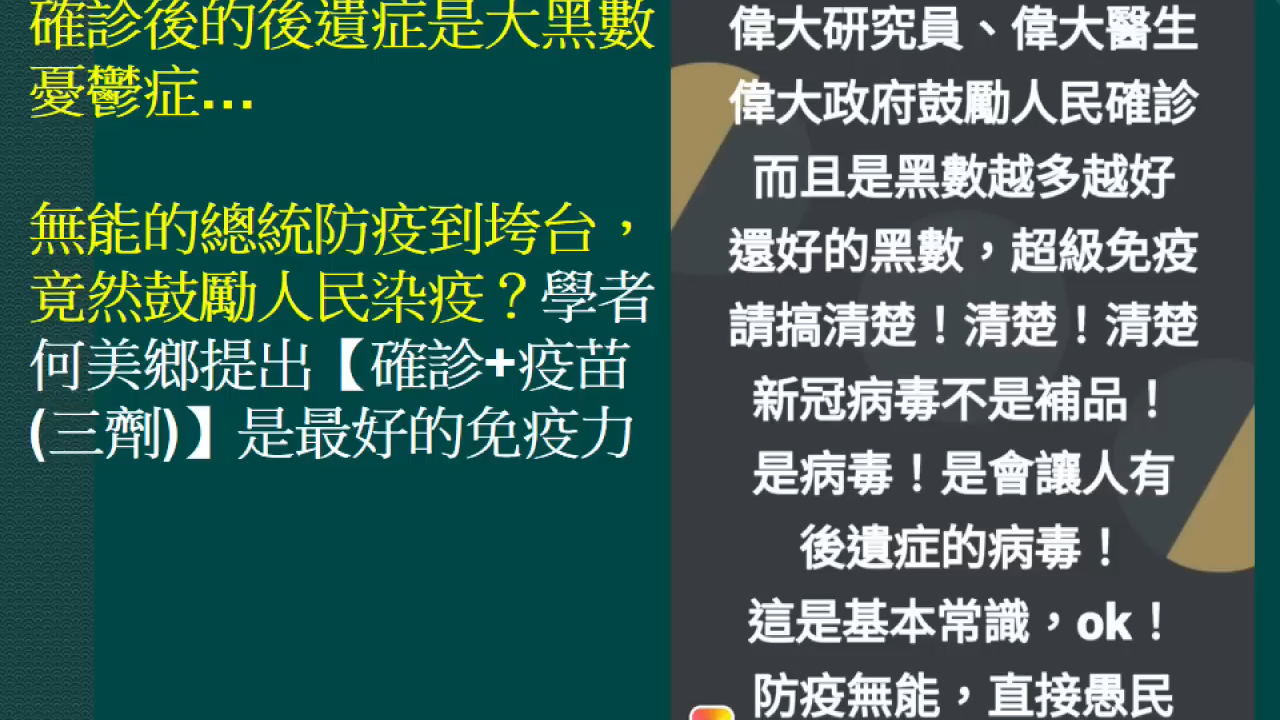 確診後的後遺症是大黑數
憂鬱症...
無能的總統防疫到垮台，
竟然鼓勵人民染疫？學者
何美鄉提出【確診+疫苗
(三劑)】是最好的免疫力
偉大研究員、偉大醫生
偉大政府鼓勵人民確診
而且是黑數越多越好
還好的黑數，超級免疫
請搞清楚！清楚！清楚
新冠病毒不是補品！
是病毒！是會讓人有
後遺症的病毒！
這是基本常識，ok！
防疫無能，直接愚民